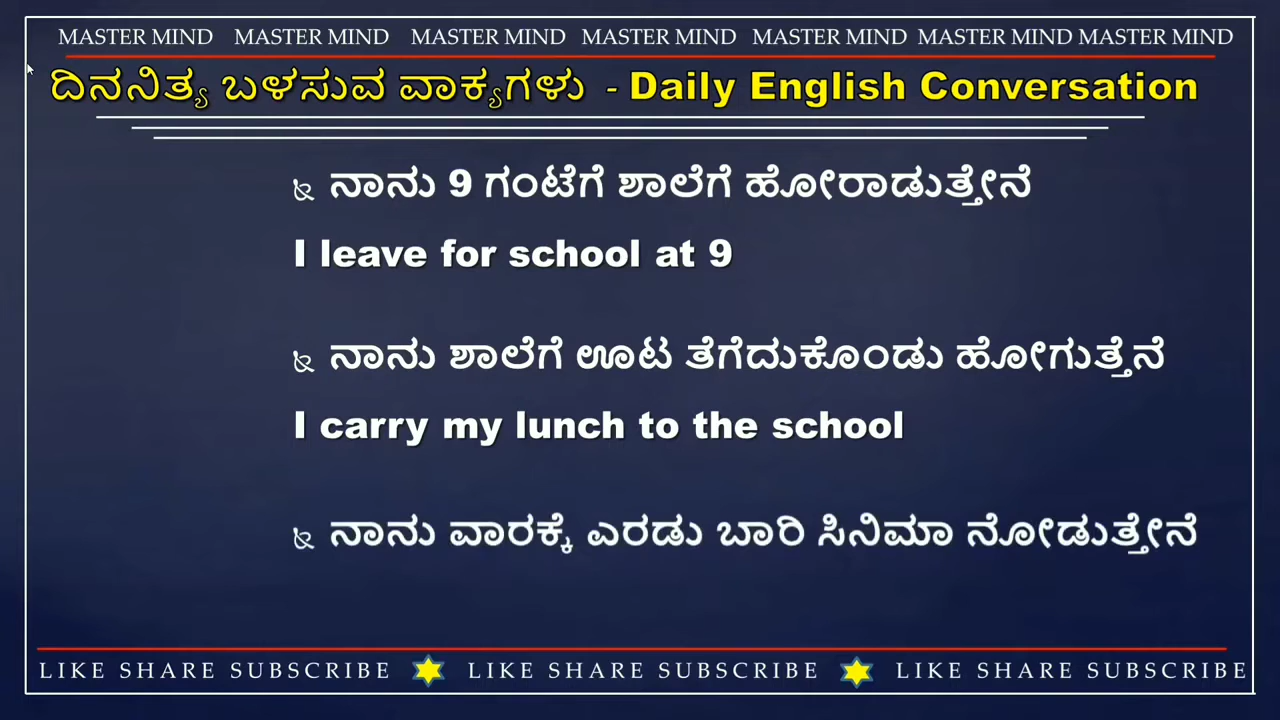 MASTER MIND MASTER MIND MASTER MIND MASTER MIND MASTER MIND MASTER MIND MASTER MIND
ದಿನನಿತ್ಯ ಬಳಸುವ ವಾಕ್ಯಗಳು - Daily English Conversation
ನಾನು 9 ಗಂಟೆಗೆ ಶಾಲೆಗೆ ಹೋರಾಡುತ್ತೇನೆ
I leave for school at 9
ನಾನು ಶಾಲೆಗೆ ಊಟ ತೆಗೆದುಕೊಂಡು ಹೋಗುತ್ತೆನೆ
I carry my lunch to the school
ನಾನು ವಾರಕ್ಕೆ ಎರಡು ಬಾರಿ ಸಿನಿಮಾ ನೋಡುತ್ತೇನೆ
LIKE SHARE SUBSCRIBE LIKE SHARE SUBSCRIBE LIKE SHARE SUBSCRIBE